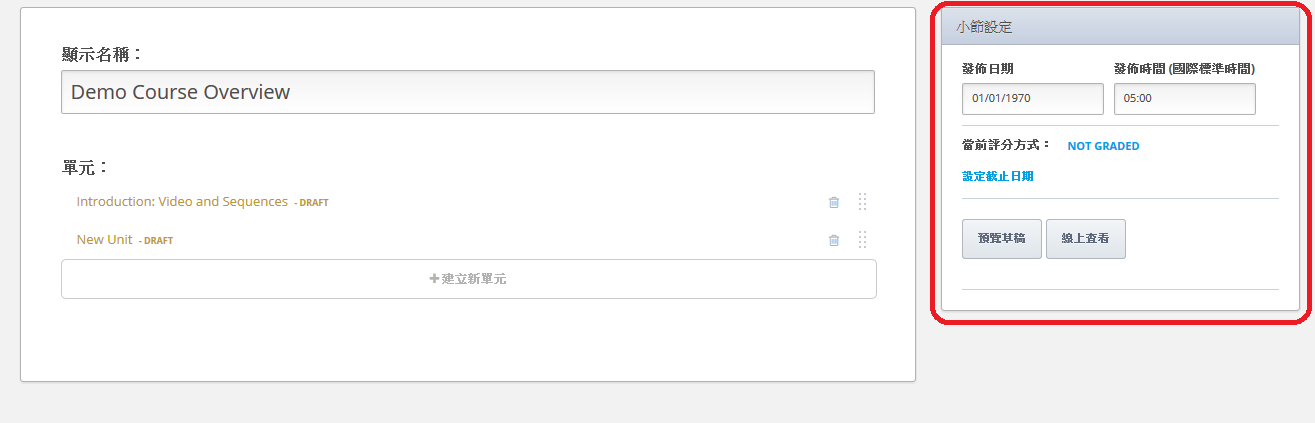 顯示名稱：
Demo Course Overview
單元：
Introduction: Video and Sequences - DRAFT
New Unit - DRAFT
+建立新單元
小節設定
發佈日期 發佈時間 (國際標準時間)
01/01/1970 05:00
當前評分方式： NOT GRADED
設定截止日期
預覽草稿 線上查看